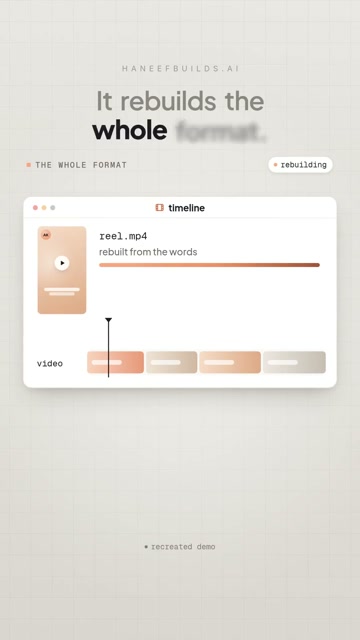 HANEEFBUILDS.AI
It rebuilds the
whole format.
THE WHOLE FORMAT
rebuilding
timeline
reel.mp4
rebuilt from the words
video
recreated demo